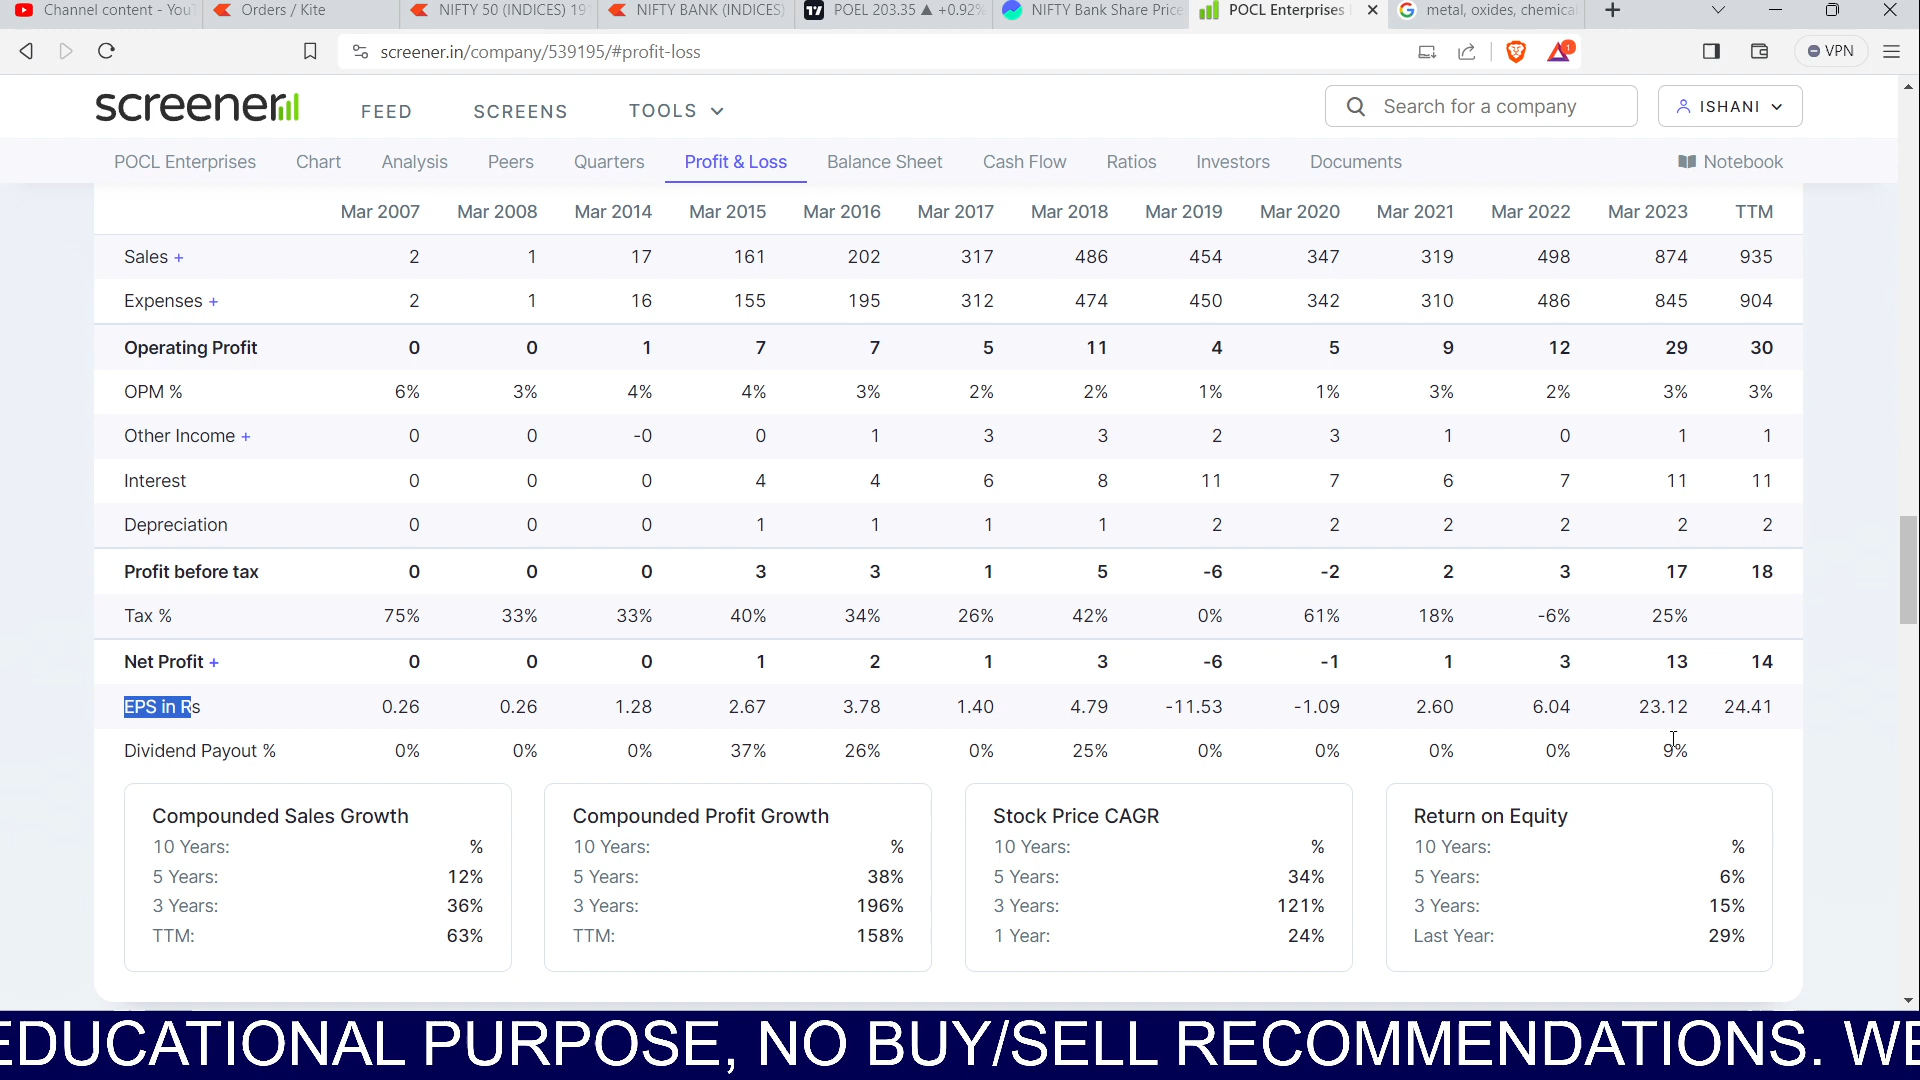 Channel content - You
Orders / Kite
NIFTY 50 (INDICES) 19
NIFTY BANK (INDICES)
POEL 203.35 ▲ +0.92%
NIFTY Bank Share Price
POCL Enterprises
metal, oxides, chemica
screener.in/company/539195/#profit-loss
1
VPN
screener
FEED
SCREENS
TOOLS
Search for a company
ISHANI
POCL Enterprises
Chart
Analysis
Peers
Quarters
Profit & Loss
Balance Sheet
Cash Flow
Ratios
Investors
Documents
Notebook
Mar 2007 Mar 2008 Mar 2014 Mar 2015 Mar 2016 Mar 2017 Mar 2018 Mar 2019 Mar 2020 Mar 2021 Mar 2022 Mar 2023 TTM
Sales + 2 1 17 161 202 317 486 454 347 319 498 874 935
Expenses + 2 1 16 155 195 312 474 450 342 310 486 845 904
Operating Profit 0 0 1 7 7 5 11 4 5 9 12 29 30
OPM % 6% 3% 4% 4% 3% 2% 2% 1% 1% 3% 2% 3% 3%
Other Income + 0 0 -0 0 1 3 3 2 3 1 0 1 1
Interest 0 0 0 4 4 6 8 11 7 6 7 11 11
Depreciation 0 0 0 1 1 1 1 2 2 2 2 2 2
Profit before tax 0 0 0 3 3 1 5 -6 -2 2 3 17 18
Tax % 75% 33% 33% 40% 34% 26% 42% 0% 61% 18% -6% 25%
Net Profit + 0 0 0 1 2 1 3 -6 -1 1 3 13 14
EPS in Rs 0.26 0.26 1.28 2.67 3.78 1.40 4.79 -11.53 -1.09 2.60 6.04 23.12 24.41
Dividend Payout % 0% 0% 0% 37% 26% 0% 25% 0% 0% 0% 0% 9%
Compounded Sales Growth
10 Years: %
5 Years: 12%
3 Years: 36%
TTM: 63%
Compounded Profit Growth
10 Years: %
5 Years: 38%
3 Years: 196%
TTM: 158%
Stock Price CAGR
10 Years: %
5 Years: 34%
3 Years: 121%
1 Year: 24%
Return on Equity
10 Years: %
5 Years: 6%
3 Years: 15%
Last Year: 29%
EDUCATIONAL PURPOSE, NO BUY/SELL RECOMMENDATIONS. WE